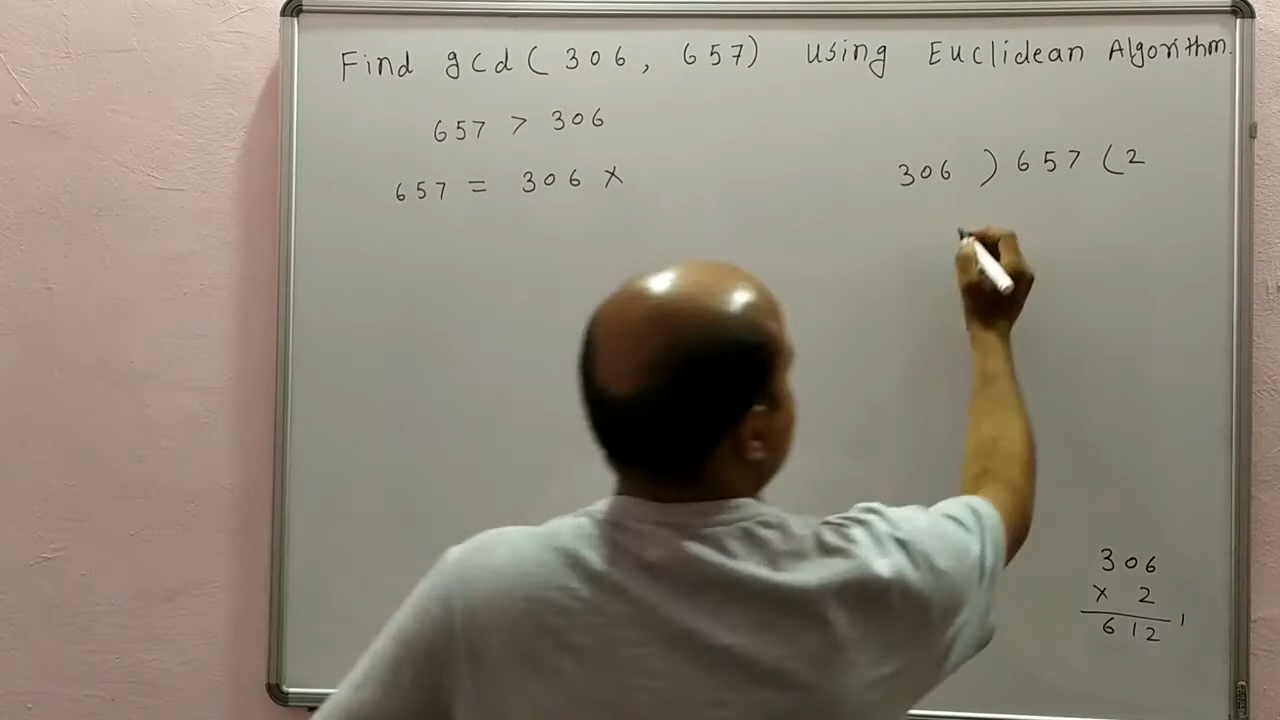 Find gcd ( 306, 657) using Euclidean Algorithm.
657 > 306
657 = 306 ×
306 ) 657 ( 2
306
× 2
612